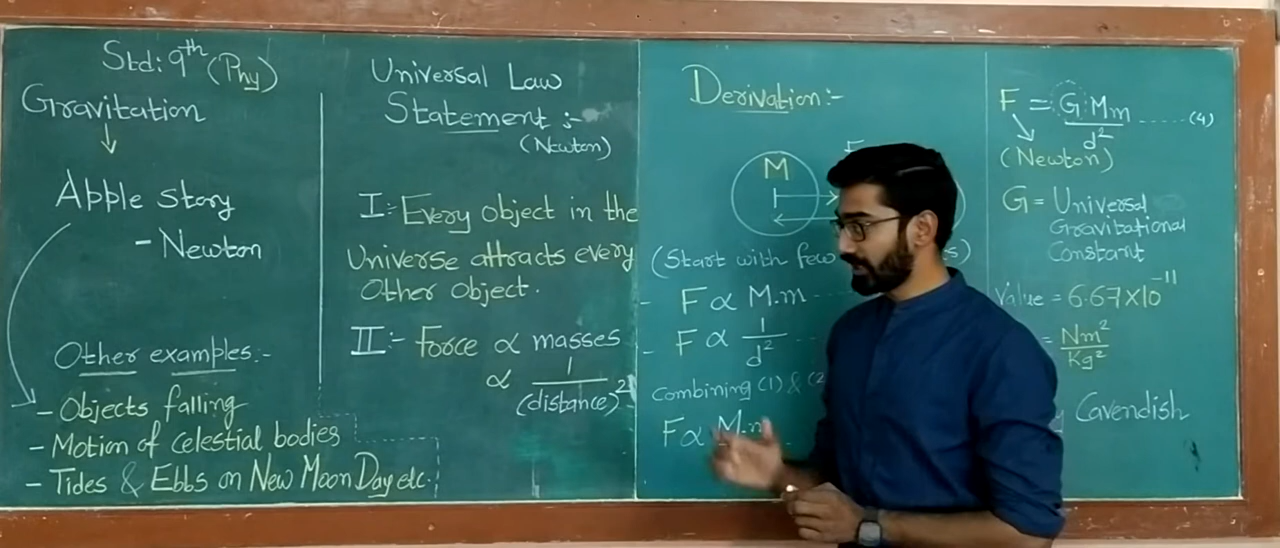 Std: 9th (Phy)
Gravitation
↓
Apple story
- Newton
Other examples:-
- Objects falling
- Motion of celestial bodies
- Tides & Ebbs on New Moon Day etc.
Universal Law
Statement :-
(Newton)
I:- Every object in the
Universe attracts every
Other Object.
II:- Force ∝ masses
∝ 1/(distance)²
Derivation:-
M
F
(Start with few
s)
- F ∝ M.m
- F ∝ 1/d²
Combining (1) & (2
F ∝ M.m
F = G.Mm/d² ......(4)
(Newton)
G = Universal
Gravitational
Constant
Value = 6.67×10⁻¹¹
= Nm²/Kg²
Cavendish